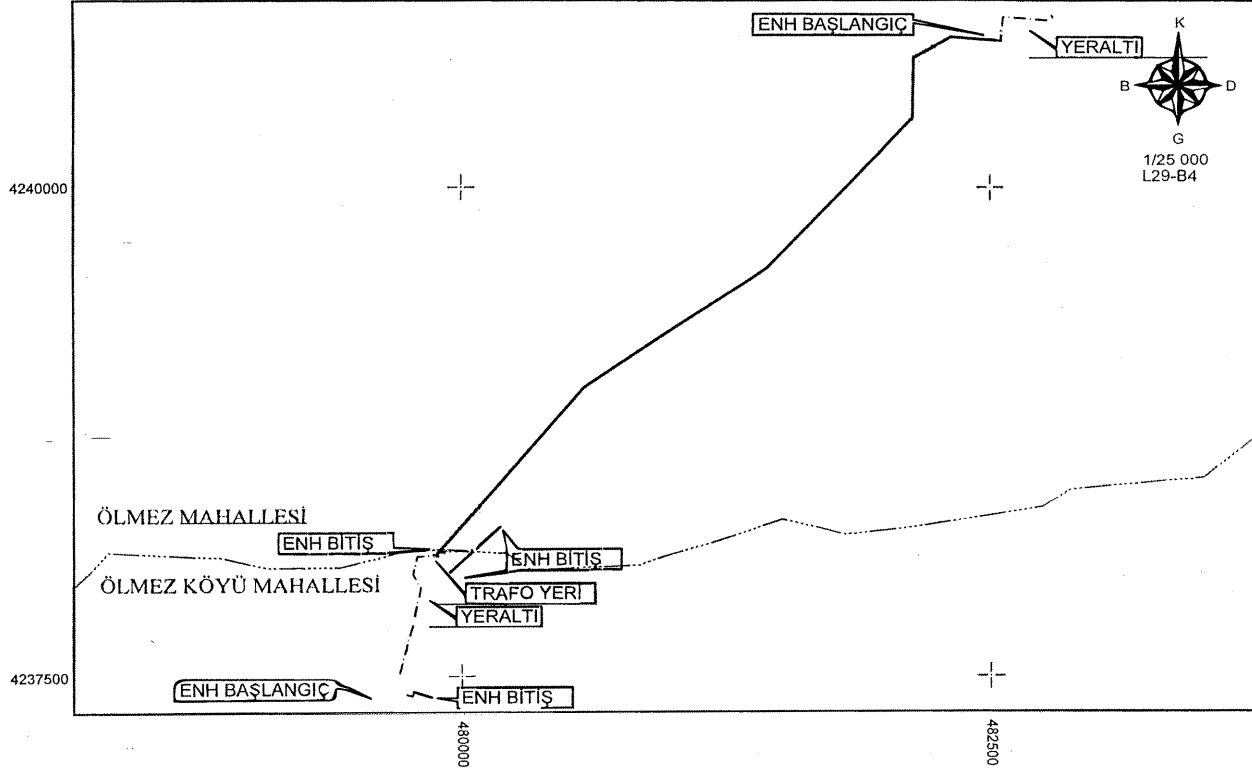 ENH BAŞLANGIÇ
YERALTI
K
B
D
G
1/25 000
L29-B4
4240000
ÖLMEZ MAHALLESİ
ENH BİTİŞ
ENH BİTİŞ
ÖLMEZ KÖYÜ MAHALLESİ
TRAFO YERİ
YERALTI
4237500
ENH BAŞLANGIÇ
ENH BİTİŞ
480000
482500